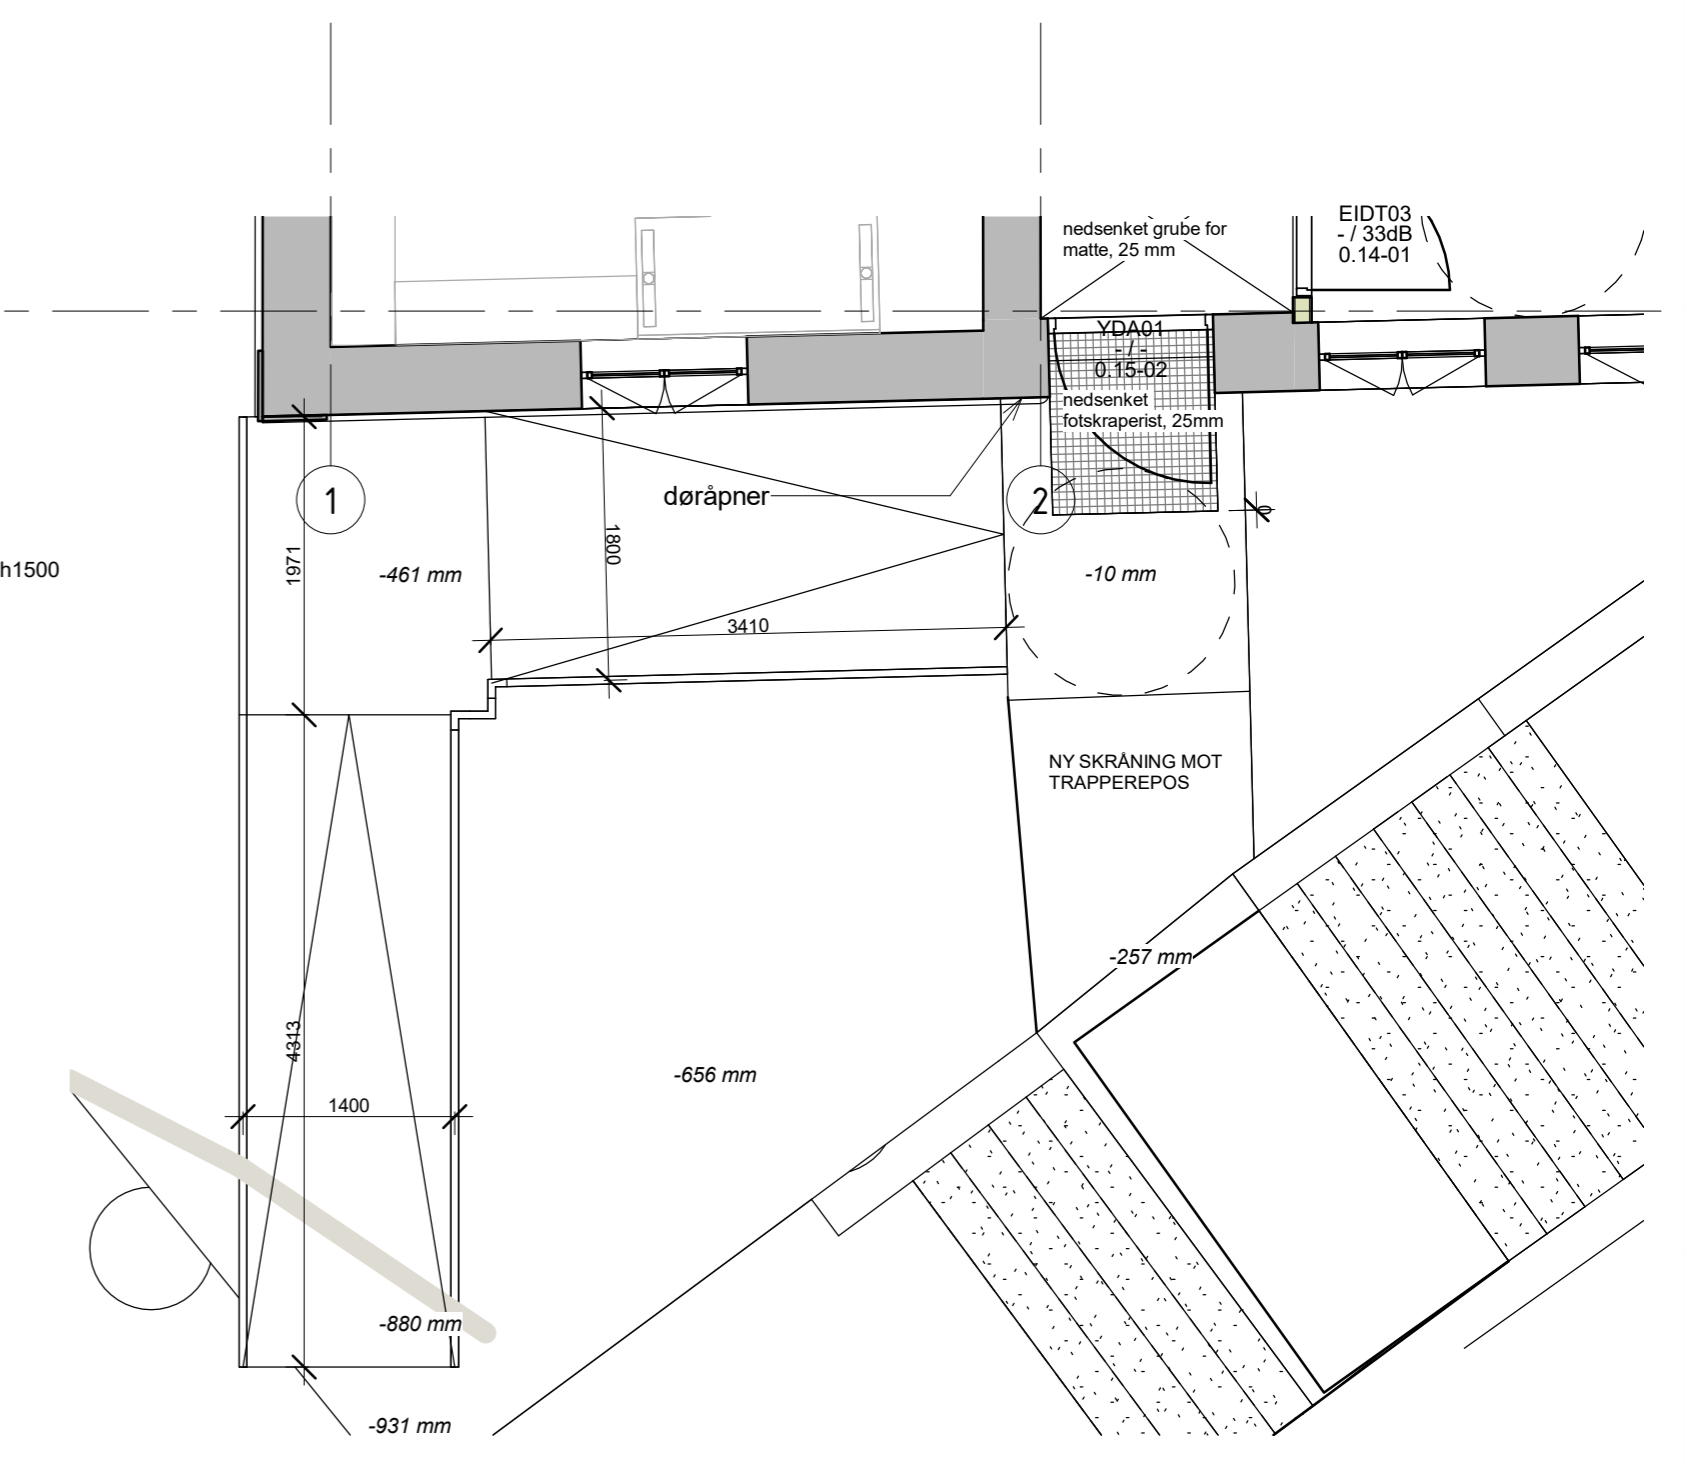 EIDT03
- / 33dB
0.14-01
nedsenket grube for
matte, 25 mm
YDA01
- / -
0.15-02
nedsenket
fotskraperist, 25mm
1
døråpner
2
0
h1500
1971
-461 mm
1800
-10 mm
3410
NY SKRÅNING MOT
TRAPPEREPOS
-257 mm
4313
-656 mm
1400
-880 mm
-931 mm